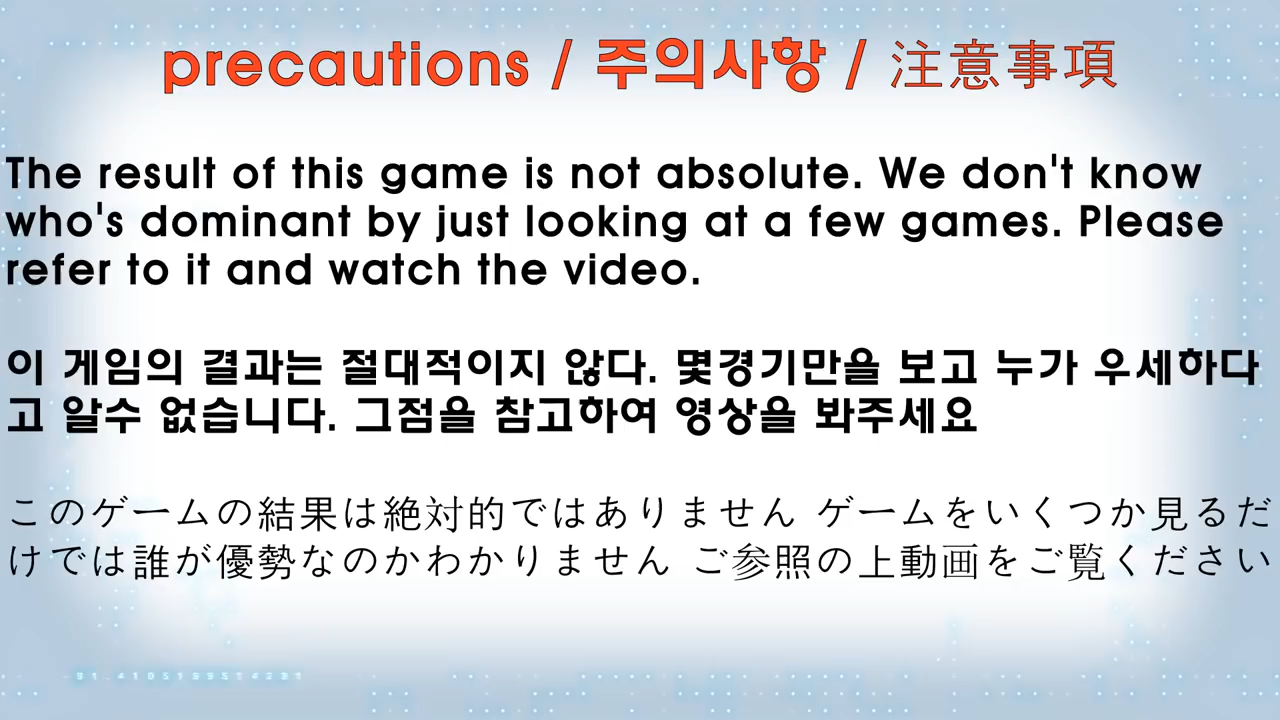 precautions / 주의사항 / 注意事項
The result of this game is not absolute. We don't know
who's dominant by just looking at a few games. Please
refer to it and watch the video.
이 게임의 결과는 절대적이지 않다. 몇경기만을 보고 누가 우세하다
고 알수 없습니다. 그점을 참고하여 영상을 봐주세요
このゲームの結果は絶対的ではありません ゲームをいくつか見るだ
けでは誰が優勢なのかわかりません ご参照の上動画をご覧ください